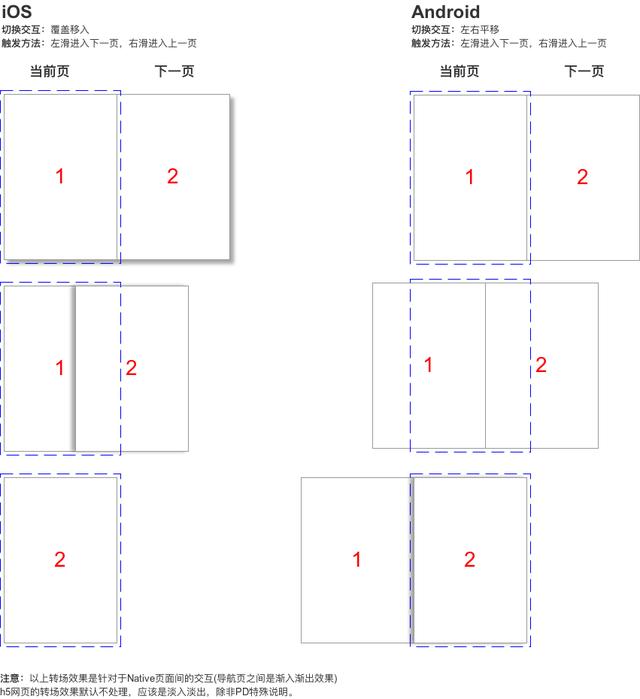 iOS
切换交互：覆盖移入
触发方法：左滑进入下一页，右滑进入上一页
当前页 下一页
1 2
1 2
2
Android
切换交互：左右平移
触发方法：左滑进入下一页，右滑进入上一页
当前页 下一页
1 2
1 2
1 2
注意：以上转场效果是针对于Native页面间的交互(导航页之间是渐入渐出效果)
h5网页的转场效果默认不处理，应该是淡入淡出，除非PD特殊说明。